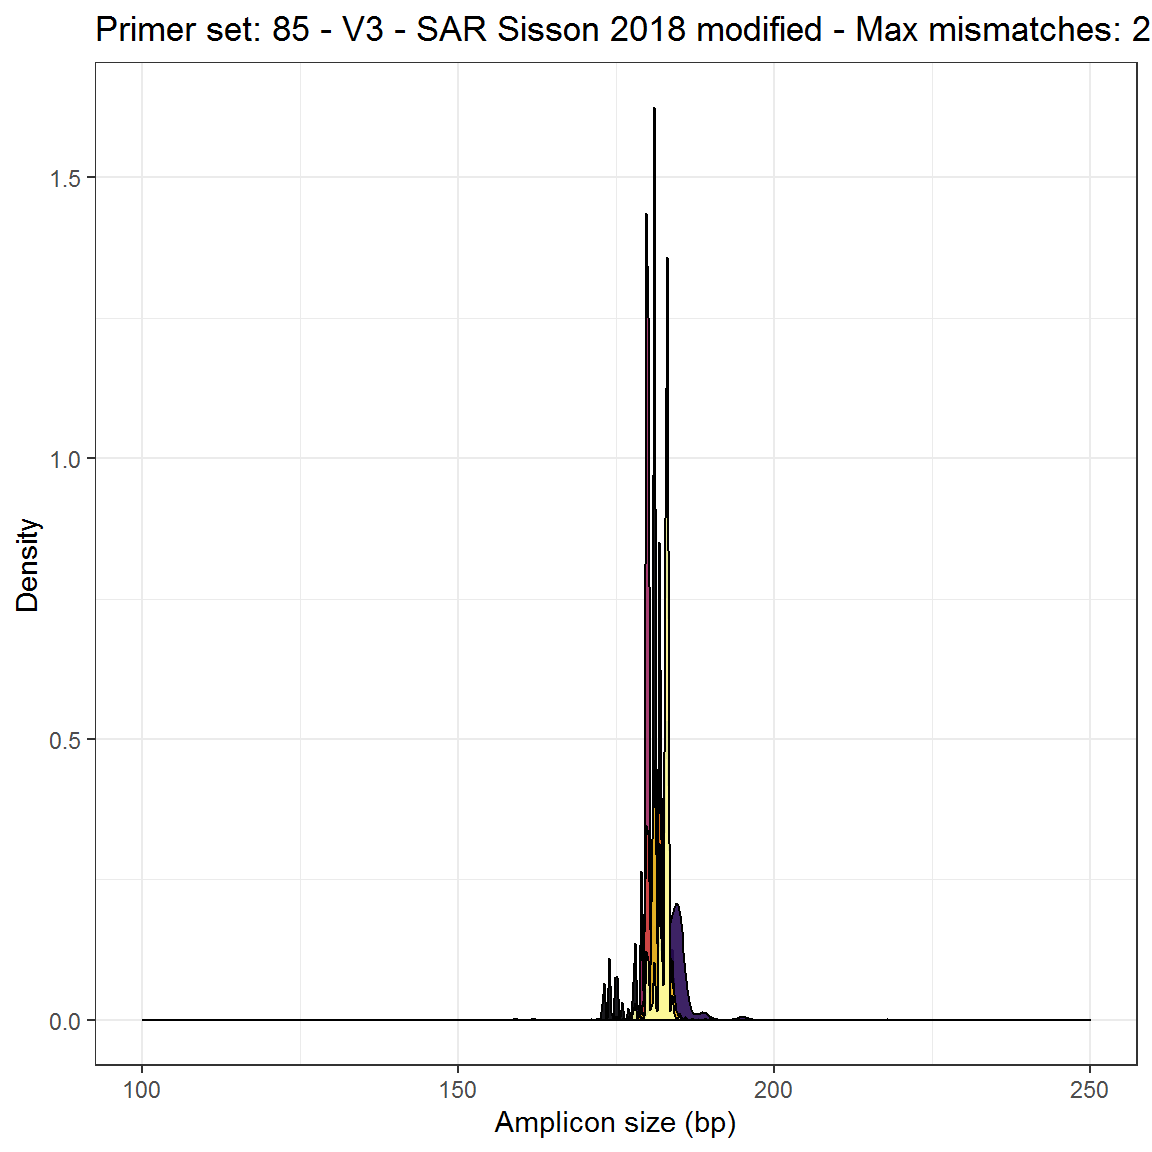 Primer set: 85 - V3 - SAR Sisson 2018 modified - Max mismatches: 2
1.5
1.0
0.5
0.0
Density
100 150 200 250
Amplicon size (bp)